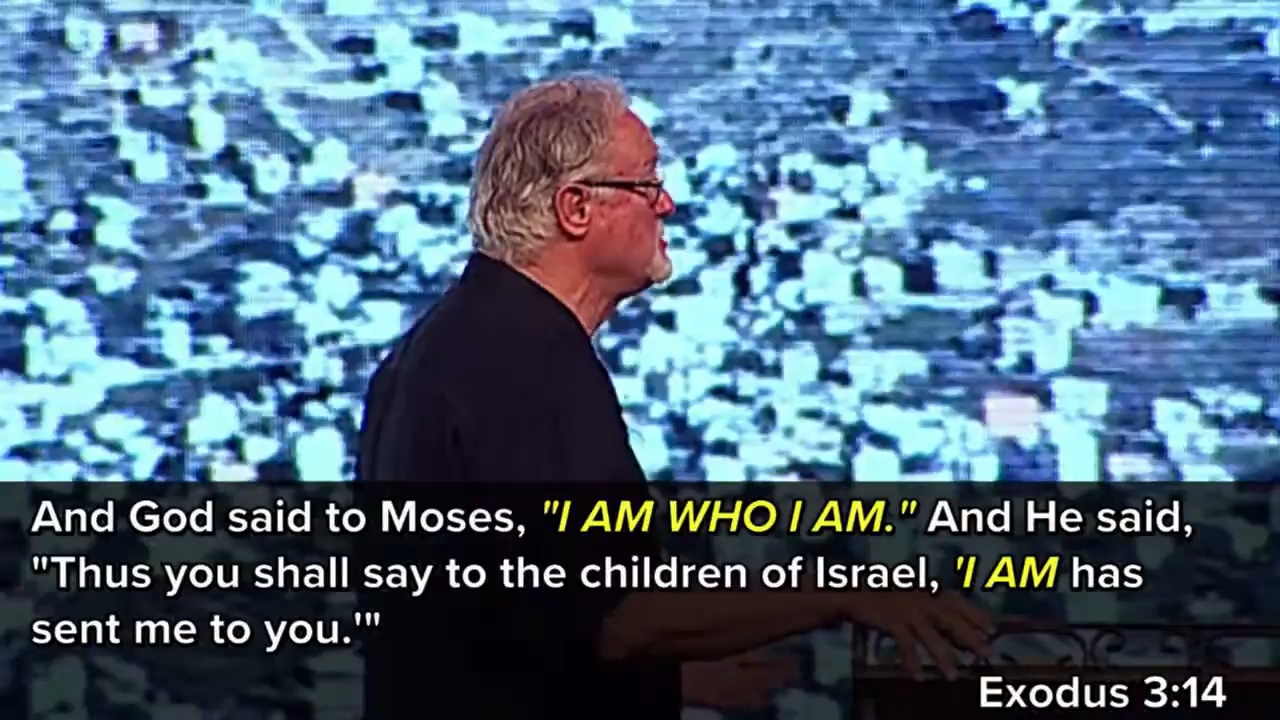 And God said to Moses, "I AM WHO I AM." And He said,
"Thus you shall say to the children of Israel, 'I AM has
sent me to you.'"
Exodus 3:14